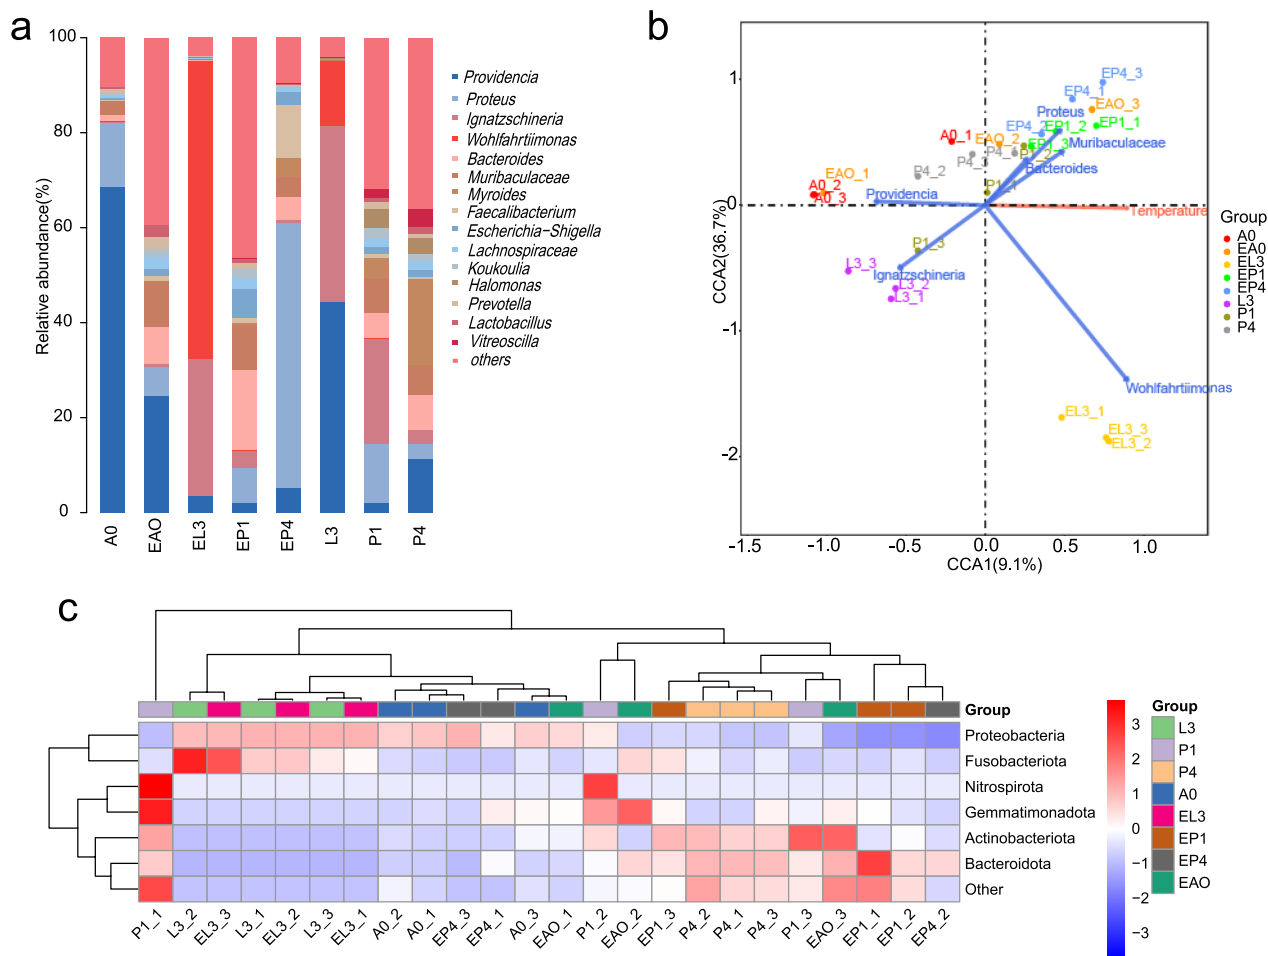 a
Relative abundance(%)
100
80
60
40
20
0
A0
EAO
EL3
EP1
EP4
L3
P1
P4
Providencia
Proteus
Ignatzschineria
Wohlfahrtiimonas
Bacteroides
Muribaculaceae
Myroides
Faecalibacterium
Escherichia-Shigella
Lachnospiraceae
Koukoulia
Halomonas
Prevotella
Lactobacillus
Vitreoscilla
others
b
CCA2(36.7%)
1
0
-1
-2
-1.5
-1.0
-0.5
0.0
0.5
1.0
CCA1(9.1%)
EP4_3
EP4_1
EAO_3
Proteus
EP4_2
EP1_2
EP1_1
A0_1
EAO_2
EP1_3
Muribaculaceae
P4_3
P4_1
P1_2
Bacteroides
P4_2
EAO_1
A0_2
A0_3
Providencia
P1_1
Temperature
P1_3
L3_3
Ignatzschineria
L3_2
L3_1
Wohlfahrtiimonas
EL3_1
EL3_3
EL3_2
Group
A0
EA0
EL3
EP1
EP4
L3
P1
P4
c
Group
Proteobacteria
Fusobacteriota
Nitrospirota
Gemmatimonadota
Actinobacteriota
Bacteroidota
Other
P1_1
L3_2
EL3_3
L3_1
EL3_2
L3_3
EL3_1
A0_2
A0_1
EP4_3
EP4_1
A0_3
EAO_1
P1_2
EAO_2
EP1_3
P4_2
P4_1
P4_3
P1_3
EAO_3
EP1_1
EP1_2
EP4_2
3
2
1
0
−1
−2
−3
Group
L3
P1
P4
A0
EL3
EP1
EP4
EAO